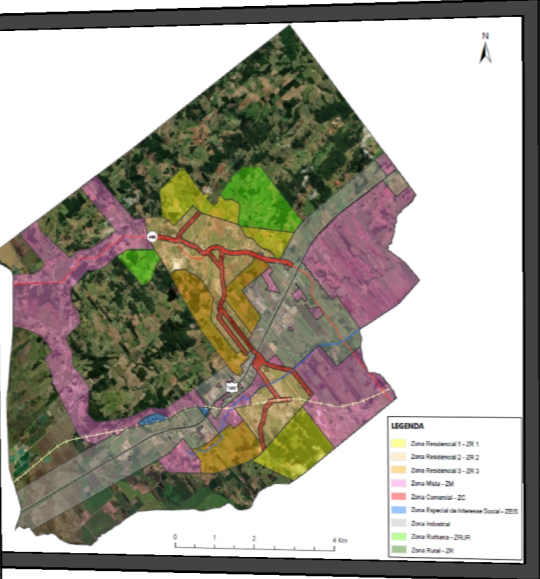 N
445
101
LEGENDA
Zona Residencial 1 - ZR 1
Zona Residencial 2 - ZR 2
Zona Residencial 3 - ZR 3
Zona Mista - ZM
Zona Comercial - ZC
Zona Especial de Interesse Social - ZEIS
Zona Industrial
Zona Rurbana - ZRUR
Zona Rural - ZR
0 1 2 4 Km